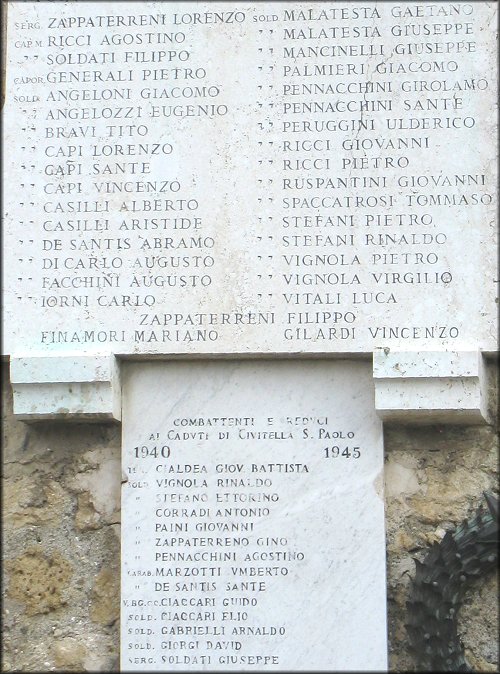 SERG. ZAPPATERRENI LORENZO
CAP.M RICCI AGOSTINO
" " SOLDATI FILIPPO
CAPOR. GENERALI PIETRO
SOLD. ANGELONI GIACOMO
" " ANGELOZZI EUGENIO
" " BRAVI TITO
" " CAPI LORENZO
" " CAPI SANTE
" " CAPI VINCENZO
" " CASILLI ALBERTO
" " CASILLI ARISTIDE
" " DE SANTIS ABRAMO
" " DI CARLO AUGUSTO
" " FACCHINI AUGUSTO
" " IORNI CARLO
SOLD. MALATESTA GAETANO
" " MALATESTA GIUSEPPE
" " MANCINELLI GIUSEPPE
" " PALMIERI GIACOMO
" " PENNACCHINI GIROLAMO
" " PENNACCHINI SANTE
" " PERUGGINI ULDERICO
" " RICCI GIOVANNI
" " RICCI PIETRO
" " RUSPANTINI GIOVANNI
" " SPACCATROSI TOMMASO
" " STEFANI PIETRO
" " STEFANI RINALDO
" " VIGNOLA PIETRO
" " VIGNOLA VIRGILIO
" " VITALI LUCA
ZAPPATERRENI FILIPPO
FINAMORI MARIANO GILARDI VINCENZO
COMBATTENTI E REDUCI
AI CADUTI DI CIVITELLA S. PAOLO
1940 1945
CIALDEA GIOV BATTISTA
SOLD. VIGNOLA RINALDO
" STEFANO ETTORINO
" CORRADI ANTONIO
" PAINI GIOVANNI
" ZAPPATERRENO GINO
" PENNACCHINI AGOSTINO
CARAB. MARZOTTI VMBERTO
" DE SANTIS SANTE
V.BG.CC. CIACCARI GUIDO
SOLD. CIACCARI ELIO
SOLD. GABRIELLI ARNALDO
SOLD. GIORGI DAVID
SERG. SOLDATI GIUSEPPE